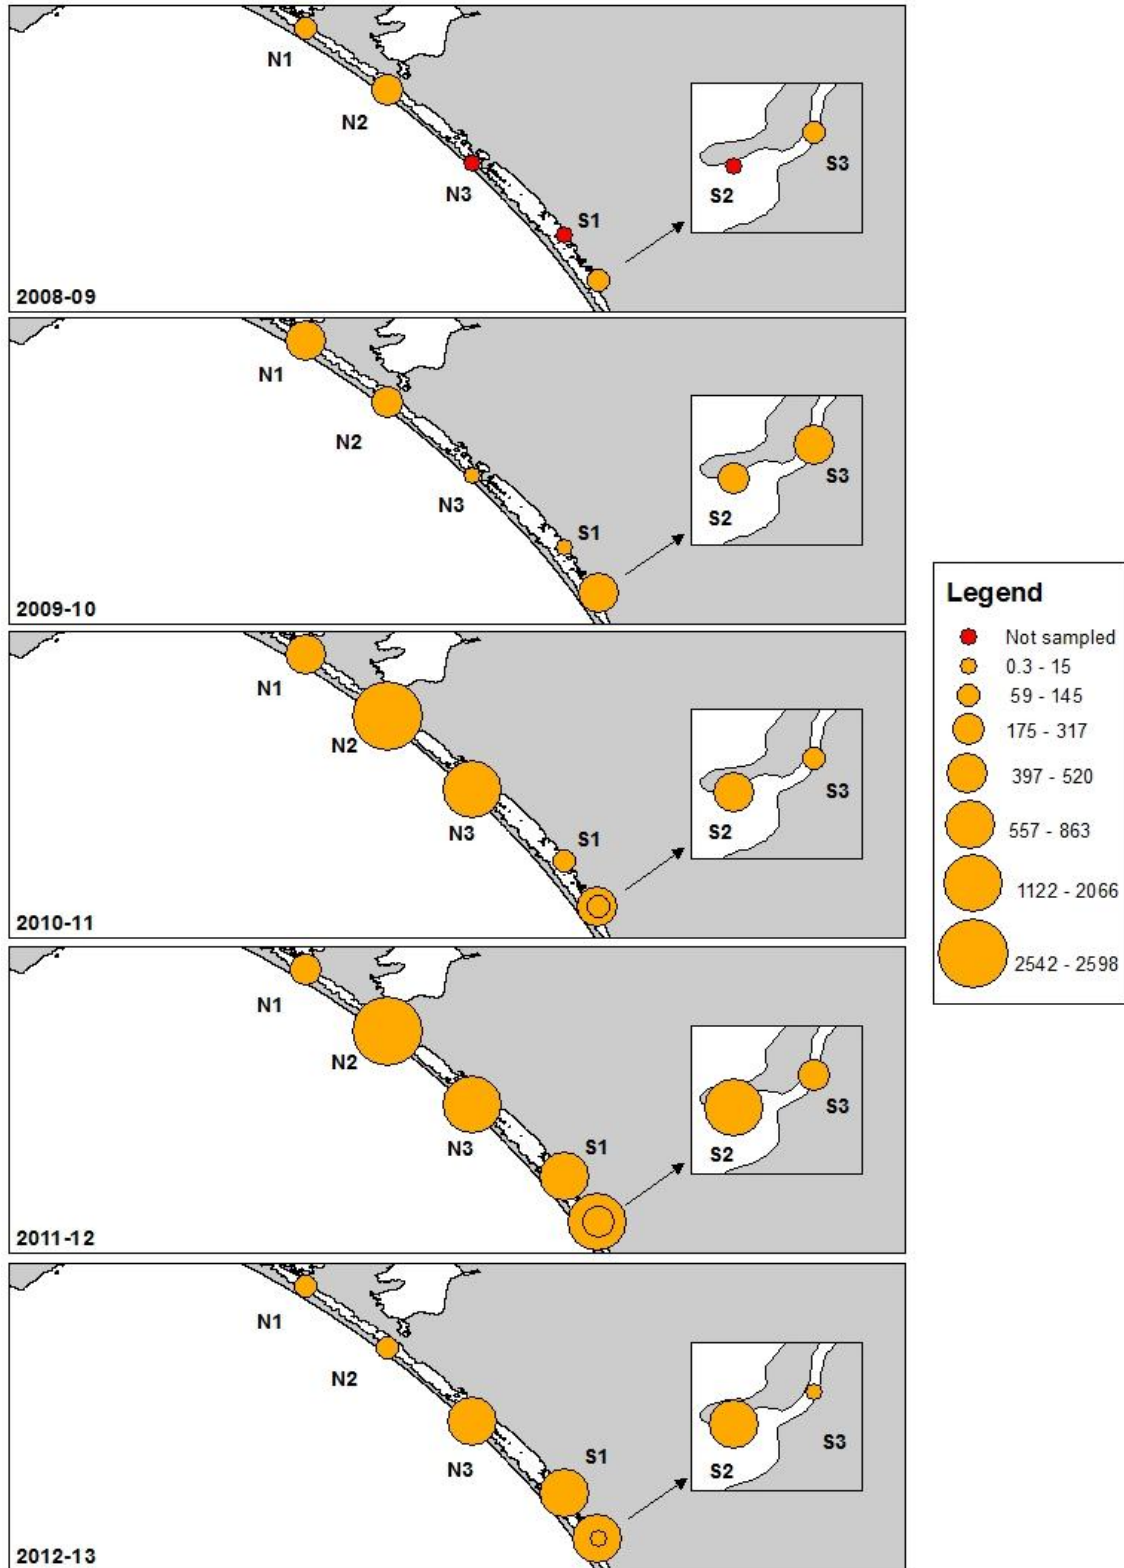 N1
N2
N3
S1
S2
S3
2008-09
N1
N2
N3
S1
S2
S3
2009-10
N1
N2
N3
S1
S2
S3
2010-11
N1
N2
N3
S1
S2
S3
2011-12
N1
N2
N3
S1
S2
S3
2012-13
Legend
Not sampled
0.3 - 15
59 - 145
175 - 317
397 - 520
557 - 863
1122 - 2066
2542 - 2598